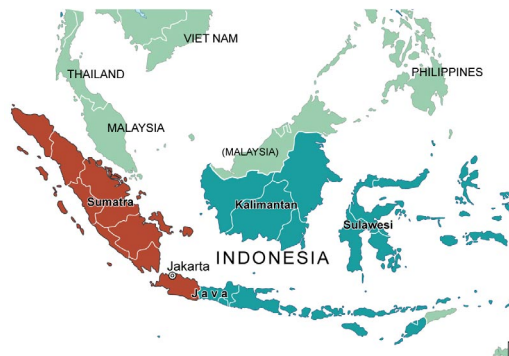 VIET NAM
THAILAND
PHILIPPINES
MALAYSIA
(MALAYSIA)
Sumatra
Kalimantan
Sulawesi
INDONESIA
Jakarta
Java